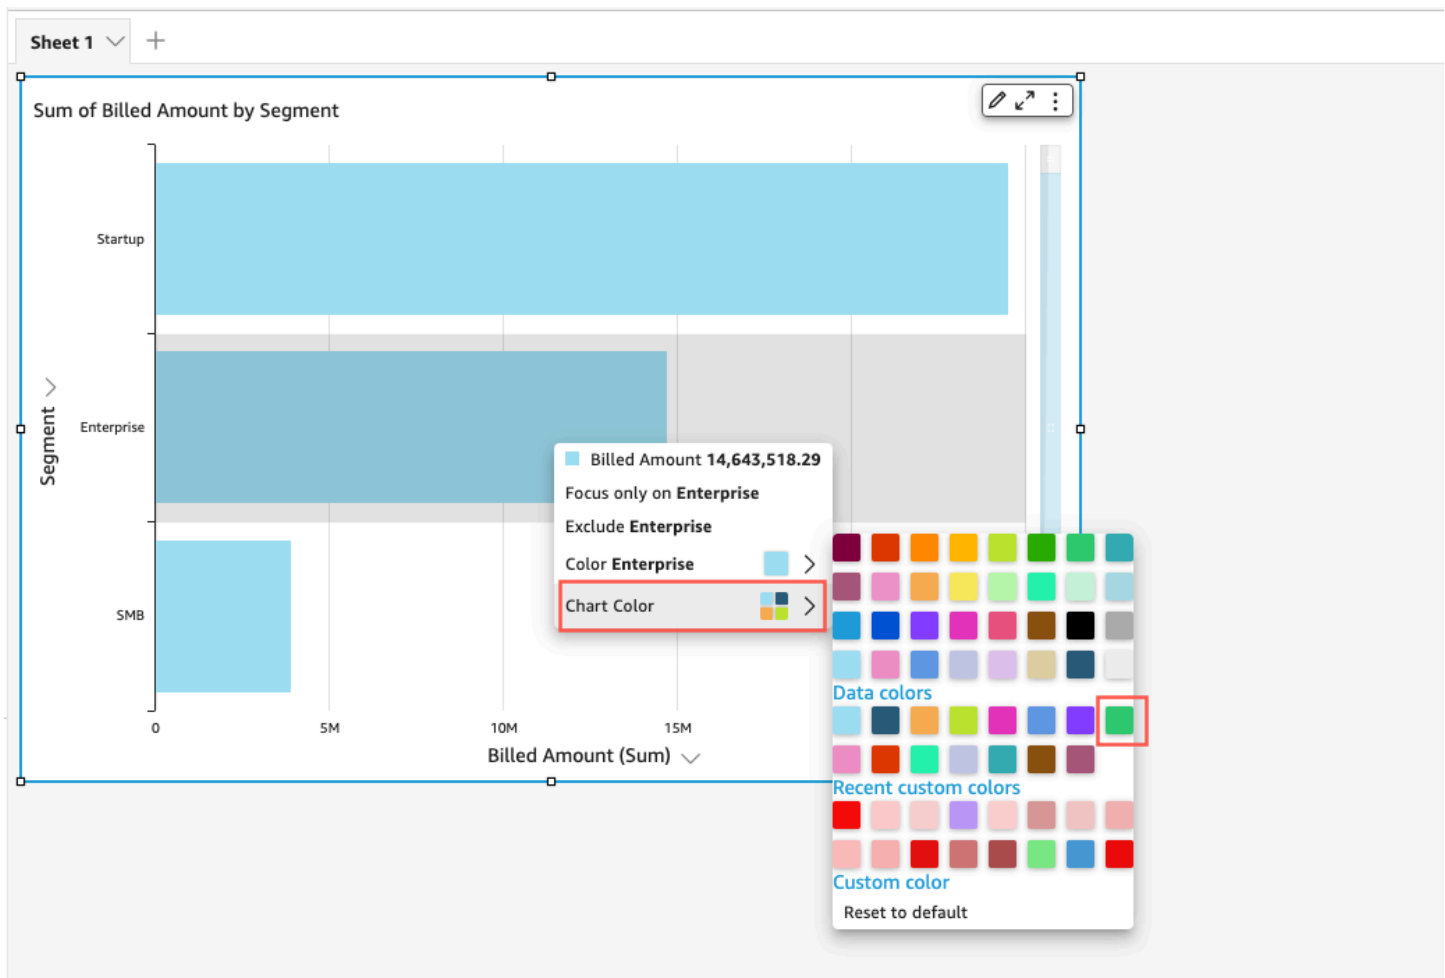 Sheet 1
Sum of Billed Amount by Segment
Startup
Enterprise
SMB
Segment
0 5M 10M 15M
Billed Amount (Sum)
Billed Amount 14,643,518.29
Focus only on Enterprise
Exclude Enterprise
Color Enterprise
Chart Color
Data colors
Recent custom colors
Custom color
Reset to default